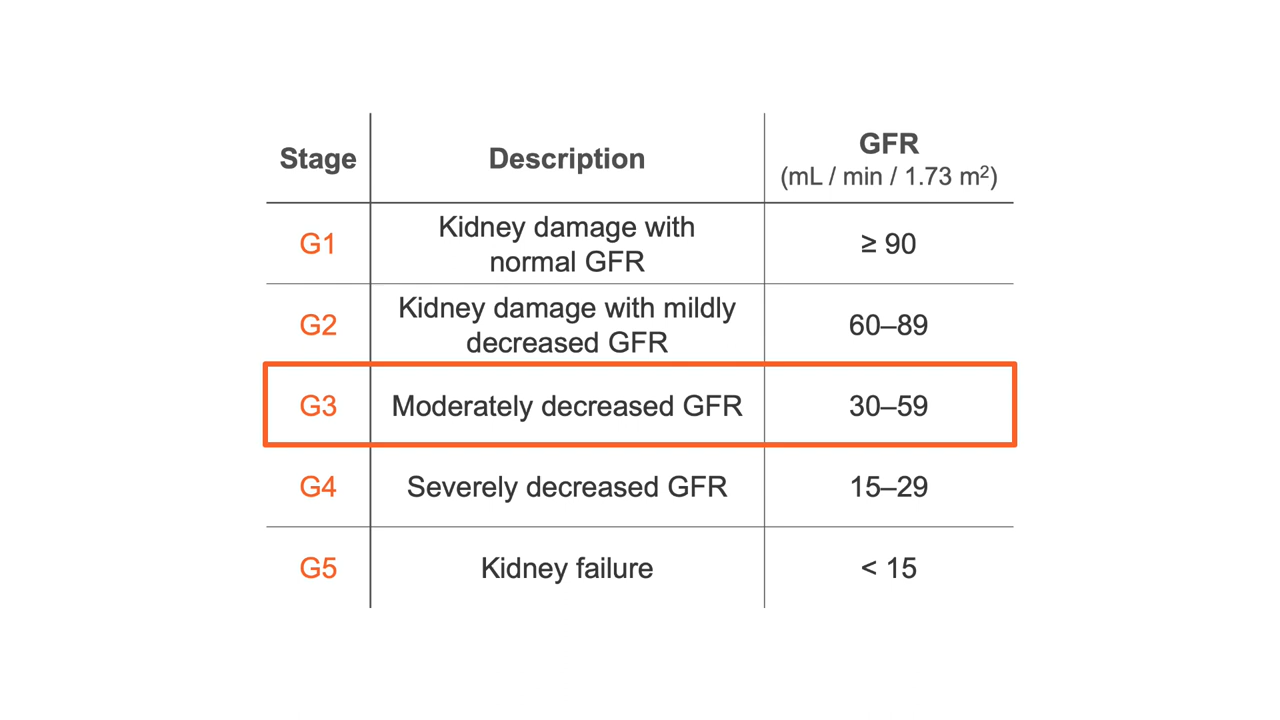 Stage Description GFR
(mL / min / 1.73 m²)
G1 Kidney damage with
normal GFR ≥ 90
G2 Kidney damage with mildly
decreased GFR 60–89
G3 Moderately decreased GFR 30–59
G4 Severely decreased GFR 15–29
G5 Kidney failure < 15